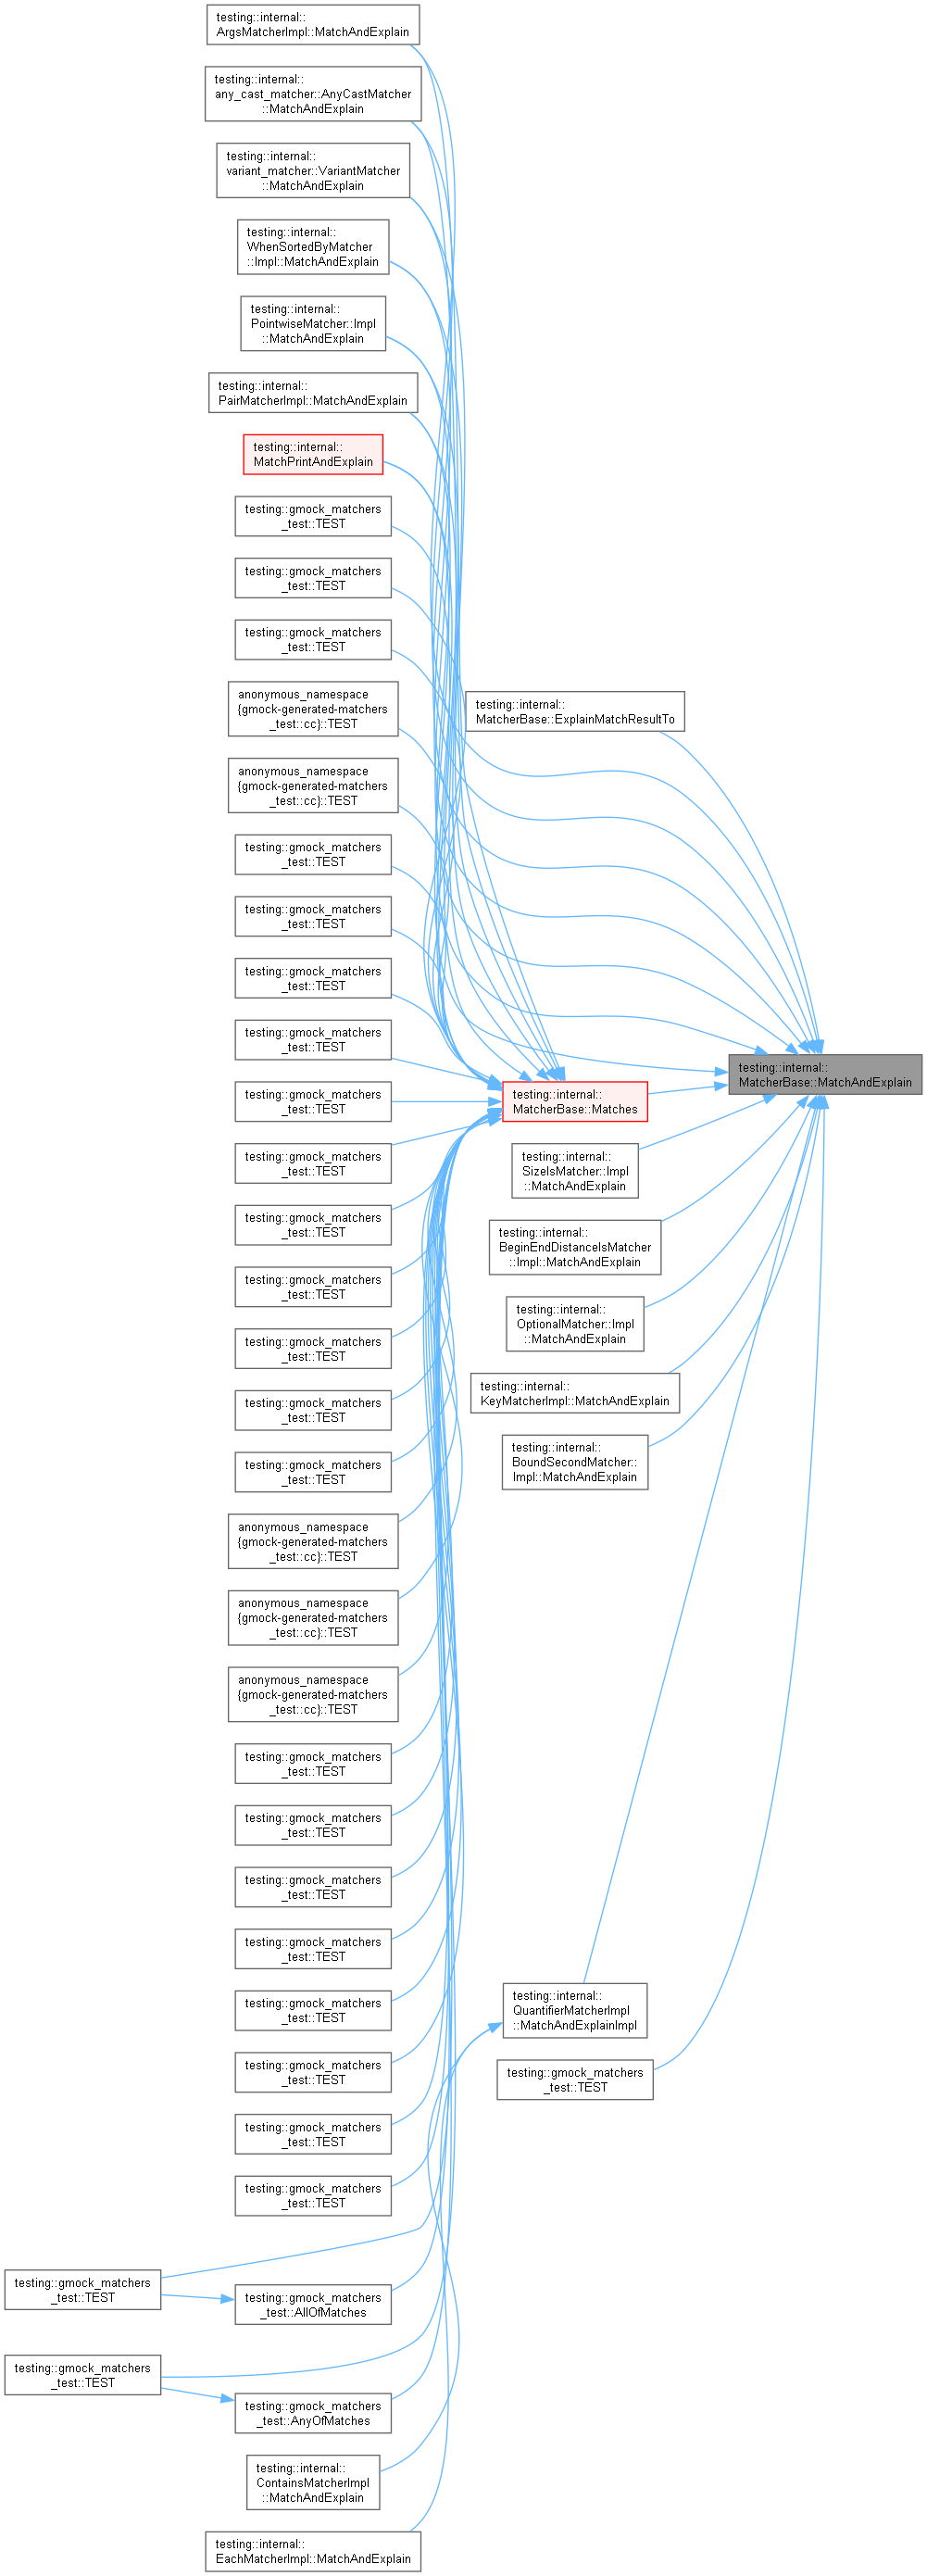 testing::internal::
ArgsMatcherImpl::MatchAndExplain
testing::internal::
any_cast_matcher::AnyCastMatcher
::MatchAndExplain
testing::internal::
variant_matcher::VariantMatcher
::MatchAndExplain
testing::internal::
WhenSortedByMatcher
::Impl::MatchAndExplain
testing::internal::
PointwiseMatcher::Impl
::MatchAndExplain
testing::internal::
PairMatcherImpl::MatchAndExplain
testing::internal::
MatchPrintAndExplain
testing::gmock_matchers
_test::TEST
testing::gmock_matchers
_test::TEST
testing::gmock_matchers
_test::TEST
anonymous_namespace
{gmock-generated-matchers
_test::cc}::TEST
anonymous_namespace
{gmock-generated-matchers
_test::cc}::TEST
testing::gmock_matchers
_test::TEST
testing::gmock_matchers
_test::TEST
testing::gmock_matchers
_test::TEST
testing::gmock_matchers
_test::TEST
testing::gmock_matchers
_test::TEST
testing::gmock_matchers
_test::TEST
testing::gmock_matchers
_test::TEST
testing::gmock_matchers
_test::TEST
testing::gmock_matchers
_test::TEST
testing::gmock_matchers
_test::TEST
testing::gmock_matchers
_test::TEST
anonymous_namespace
{gmock-generated-matchers
_test::cc}::TEST
anonymous_namespace
{gmock-generated-matchers
_test::cc}::TEST
anonymous_namespace
{gmock-generated-matchers
_test::cc}::TEST
testing::gmock_matchers
_test::TEST
testing::gmock_matchers
_test::TEST
testing::gmock_matchers
_test::TEST
testing::gmock_matchers
_test::TEST
testing::gmock_matchers
_test::TEST
testing::gmock_matchers
_test::TEST
testing::gmock_matchers
_test::TEST
testing::gmock_matchers
_test::TEST
testing::gmock_matchers
_test::TEST
testing::gmock_matchers
_test::AllOfMatches
testing::gmock_matchers
_test::TEST
testing::gmock_matchers
_test::AnyOfMatches
testing::internal::
ContainsMatcherImpl
::MatchAndExplain
testing::internal::
EachMatcherImpl::MatchAndExplain
testing::internal::
MatcherBase::ExplainMatchResultTo
testing::internal::
MatcherBase::Matches
testing::internal::
SizeIsMatcher::Impl
::MatchAndExplain
testing::internal::
BeginEndDistanceIsMatcher
::Impl::MatchAndExplain
testing::internal::
OptionalMatcher::Impl
::MatchAndExplain
testing::internal::
KeyMatcherImpl::MatchAndExplain
testing::internal::
BoundSecondMatcher::
Impl::MatchAndExplain
testing::internal::
QuantifierMatcherImpl
::MatchAndExplainImpl
testing::gmock_matchers
_test::TEST
testing::internal::
MatcherBase::MatchAndExplain